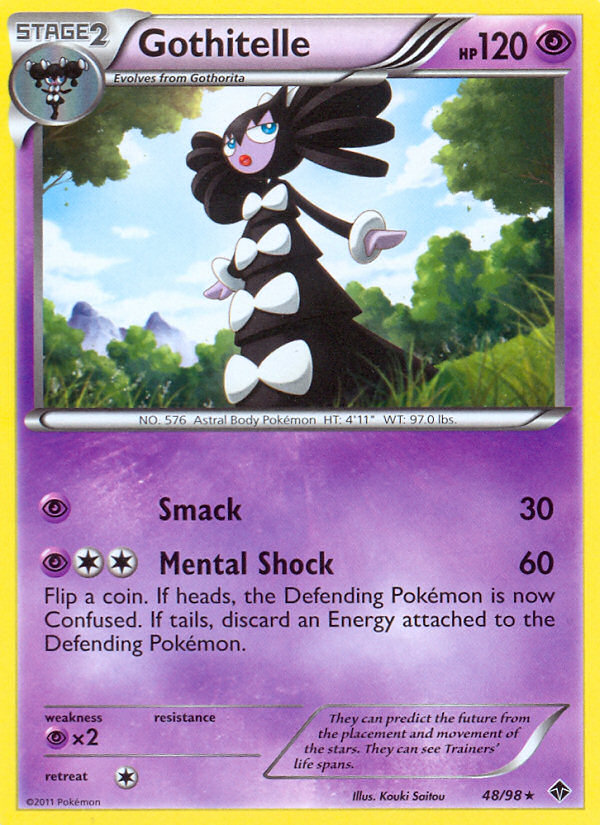 STAGE2
Gothitelle
HP120
Evolves from Gothorita
NO. 576 Astral Body Pokémon HT: 4'11" WT: 97.0 lbs.
Smack 30
Mental Shock 60
Flip a coin. If heads, the Defending Pokémon is now
Confused. If tails, discard an Energy attached to the
Defending Pokémon.
weakness
×2
resistance
retreat
They can predict the future from
the placement and movement of
the stars. They can see Trainers'
life spans.
Illus. Kouki Saitou
48/98★
©2011 Pokémon